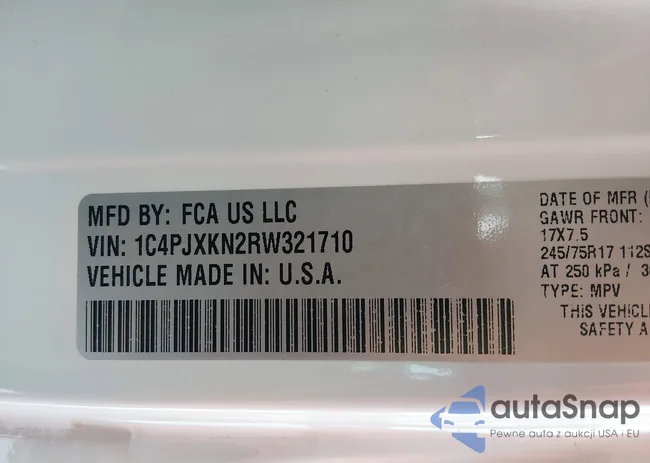 MFD BY: FCA US LLC
VIN: 1C4PJXKN2RW321710
VEHICLE MADE IN: U.S.A.
DATE OF MFR
GAWR FRONT:
17X7.5
245/75R17 112S
AT 250 kPa /
TYPE: MPV
THIS VEHICL
SAFETY A
autaSnap
Pewne auta z aukcji USA i EU